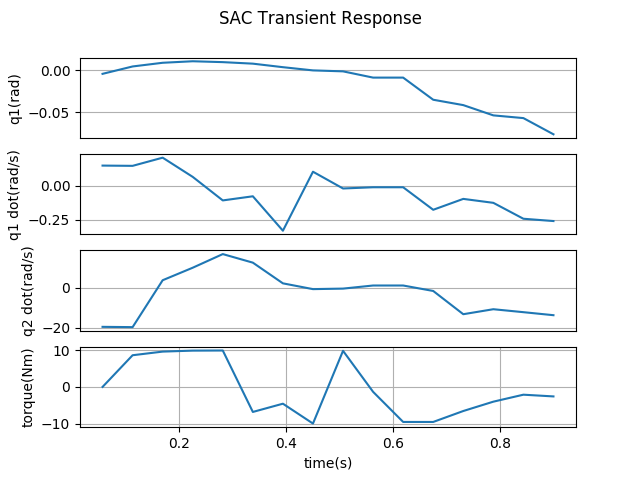 SAC Transient Response
q1(rad)
0.00
−0.05
q1 dot(rad/s)
0.00
−0.25
q2 dot(rad/s)
0
−20
torque(Nm)
10
0
−10
0.2 0.4 0.6 0.8
time(s)